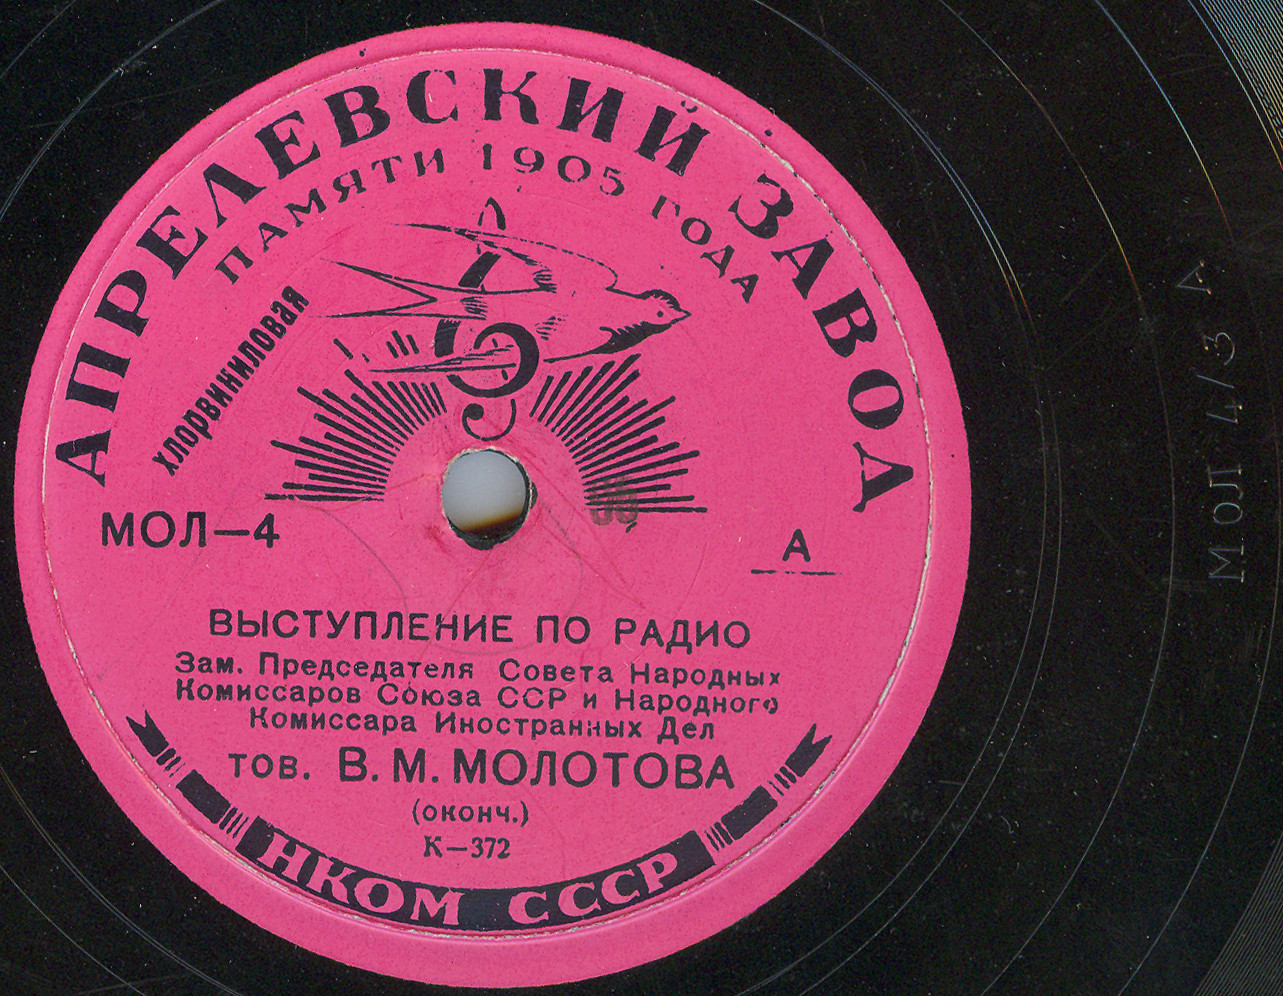 АПРЕЛЕВСКИЙ ЗАВОД
ПАМЯТИ 1905 ГОДА
хлорвиниловая
МОЛ—4
А
ВЫСТУПЛЕНИЕ ПО РАДИО
Зам. Председателя Совета Народных
Комиссаров Союза ССР и Народного
Комиссара Иностранных Дел
тов. В. М. МОЛОТОВА
(оконч.)
К—372
НКОМ СССР
МОЛ 4/3 Л